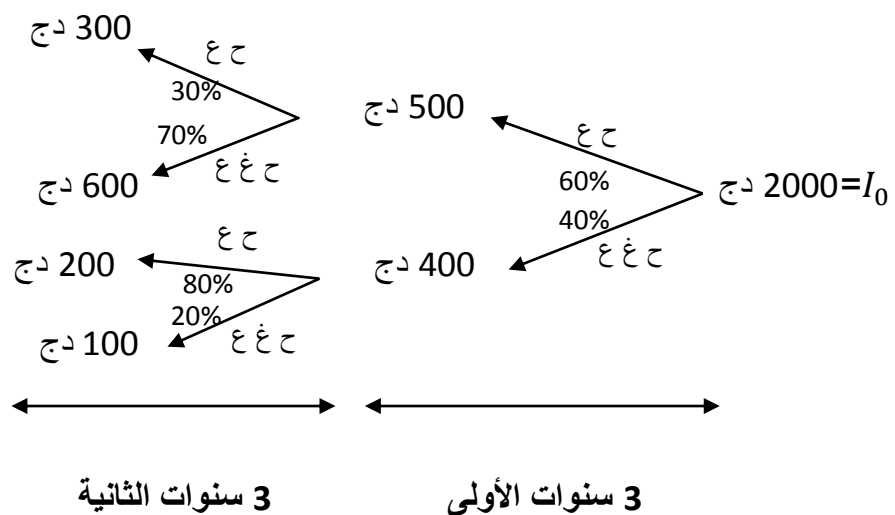 300 دج
ح ع
30%
70%
ح غ ع
600 دج
500 دج
ح ع
60%
40%
ح غ ع
400 دج
I₀=2000 دج
ح ع
200 دج
80%
20%
ح غ ع
100 دج
3 سنوات الأولى
3 سنوات الثانية